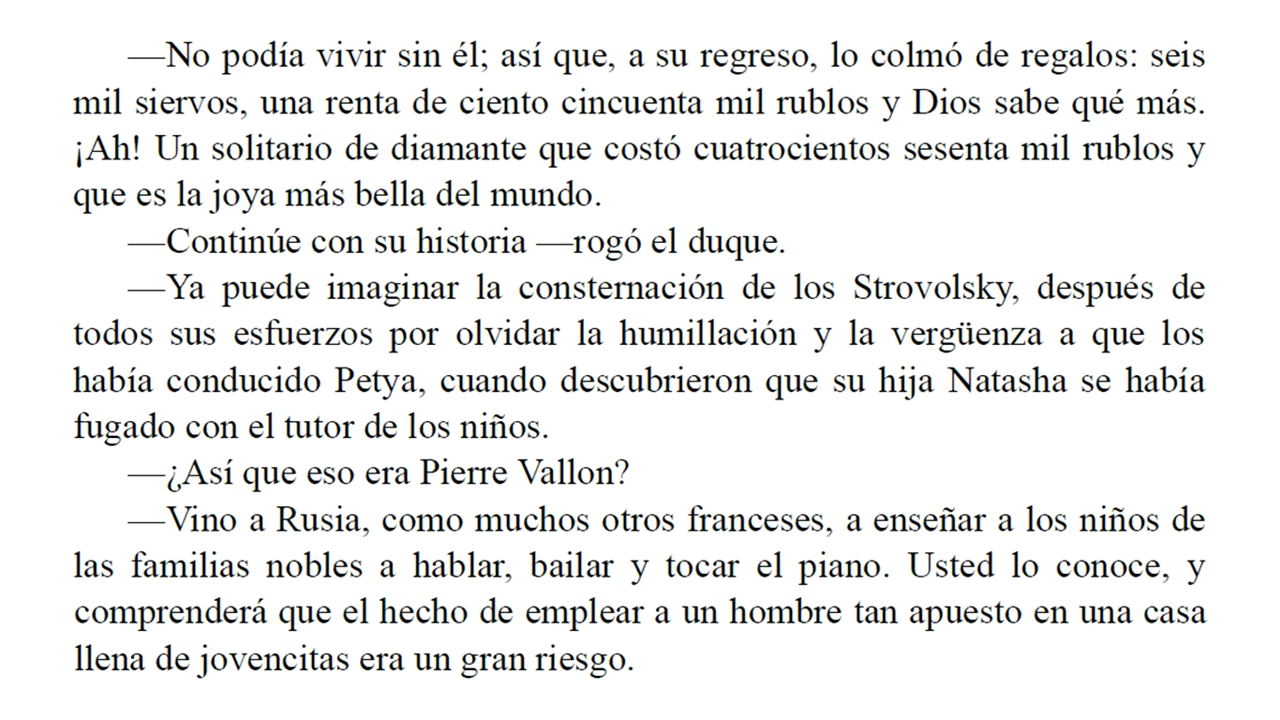 —No podía vivir sin él; así que, a su regreso, lo colmó de regalos: seis
mil siervos, una renta de ciento cincuenta mil rublos y Dios sabe qué más.
¡Ah! Un solitario de diamante que costó cuatrocientos sesenta mil rublos y
que es la joya más bella del mundo.
—Continúe con su historia —rogó el duque.
—Ya puede imaginar la consternación de los Strovolsky, después de
todos sus esfuerzos por olvidar la humillación y la vergüenza a que los
había conducido Petya, cuando descubrieron que su hija Natasha se había
fugado con el tutor de los niños.
—¿Así que eso era Pierre Vallon?
—Vino a Rusia, como muchos otros franceses, a enseñar a los niños de
las familias nobles a hablar, bailar y tocar el piano. Usted lo conoce, y
comprenderá que el hecho de emplear a un hombre tan apuesto en una casa
llena de jovencitas era un gran riesgo.